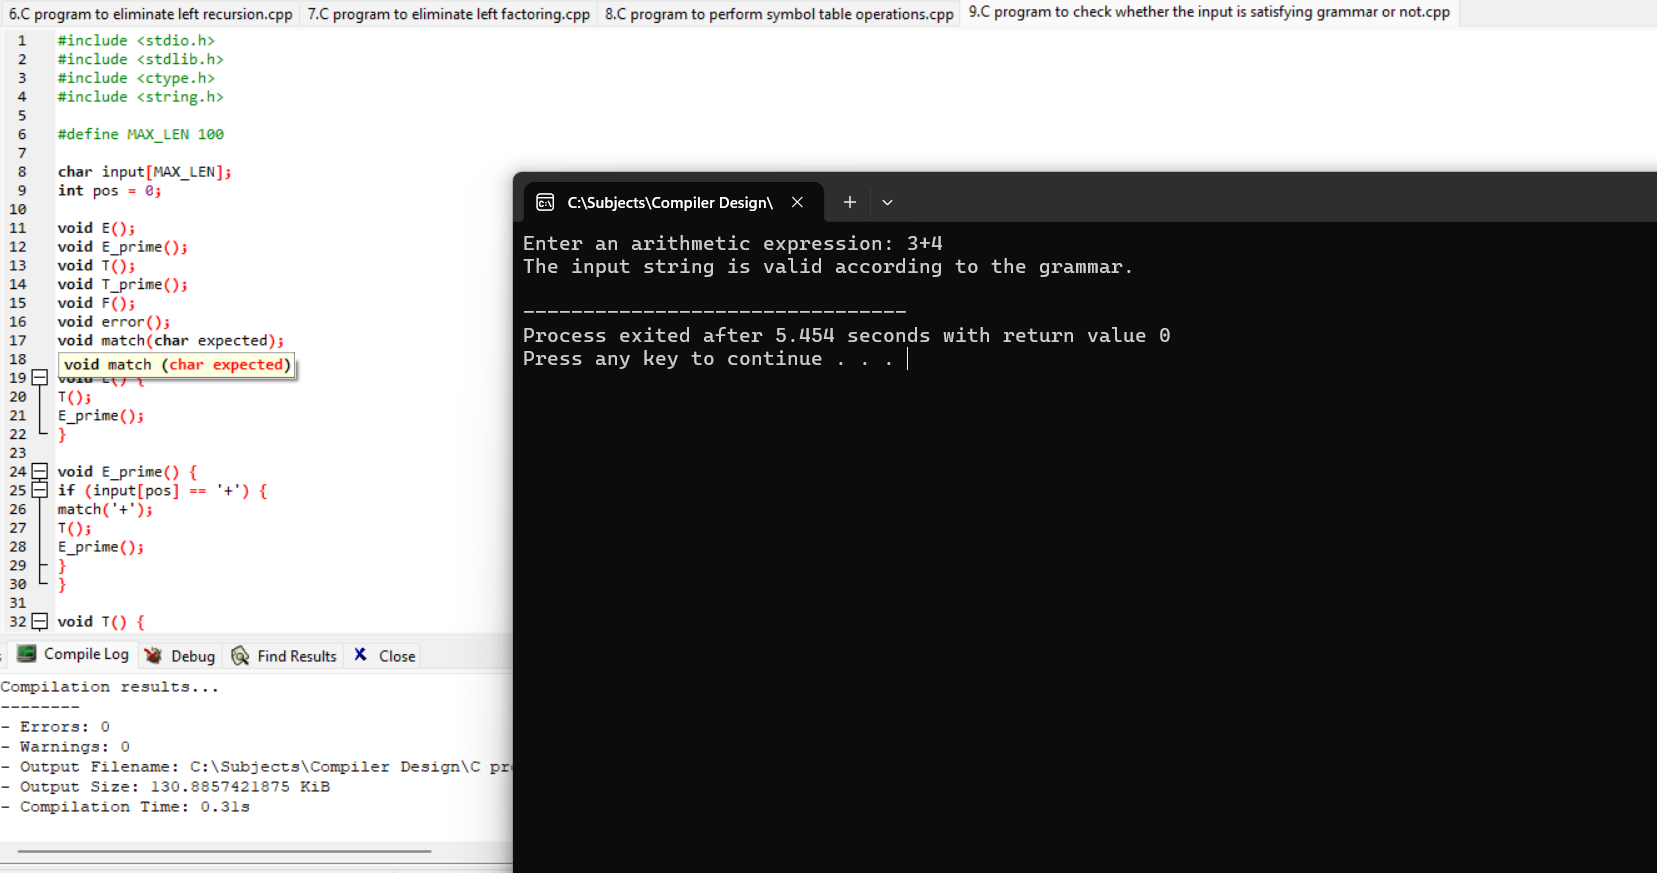 6.C program to eliminate left recursion.cpp 7.C program to eliminate left factoring.cpp 8.C program to perform symbol table operations.cpp 9.C program to check whether the input is satisfying grammar or not.cpp
1 #include <stdio.h>
2 #include <stdlib.h>
3 #include <ctype.h>
4 #include <string.h>
5
6 #define MAX_LEN 100
7
8 char input[MAX_LEN];
9 int pos = 0;
10
11 void E();
12 void E_prime();
13 void T();
14 void T_prime();
15 void F();
16 void error();
17 void match(char expected);
18
void match (char expected)
19 void E() {
20 T();
21 E_prime();
22 }
23
24 void E_prime() {
25 if (input[pos] == '+') {
26 match('+');
27 T();
28 E_prime();
29 }
30 }
31
32 void T() {
C:\Subjects\Compiler Design\
Enter an arithmetic expression: 3+4
The input string is valid according to the grammar.
--------------------------------
Process exited after 5.454 seconds with return value 0
Press any key to continue . . .
Compile Log Debug Find Results Close
Compilation results...
--------
- Errors: 0
- Warnings: 0
- Output Filename: C:\Subjects\Compiler Design\C pro
- Output Size: 130.8857421875 KiB
- Compilation Time: 0.31s